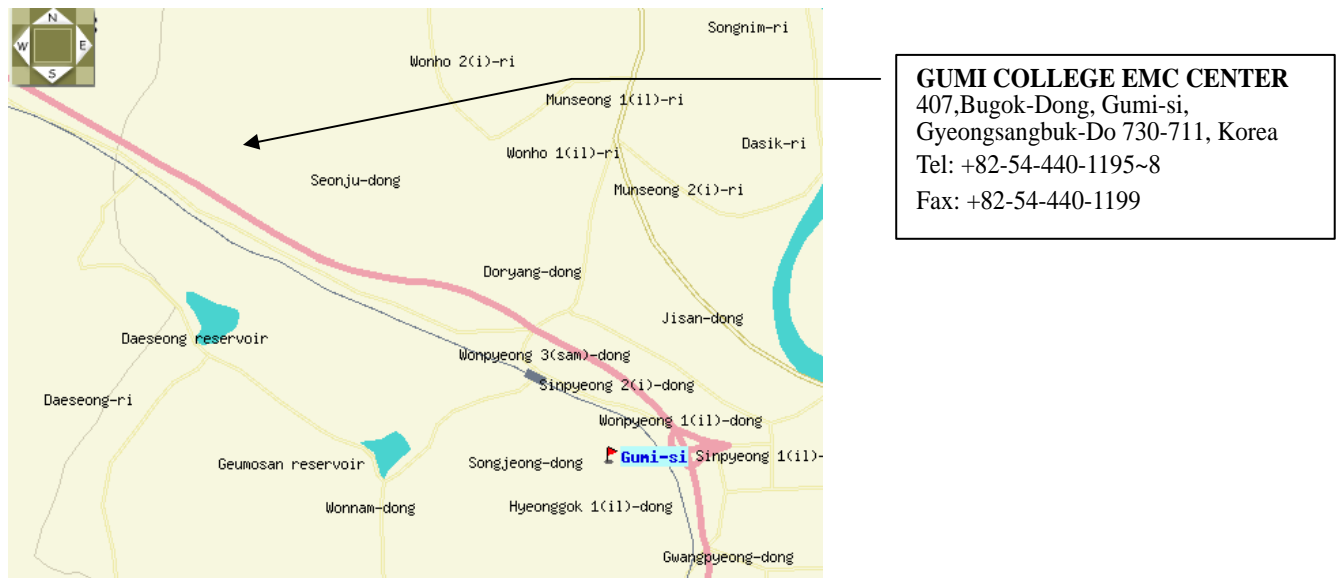 N
W
E
S
Songnim-ri
Wonho 2(i)-ri
Munseong 1(il)-ri
Dasik-ri
Wonho 1(il)-ri
Seonju-dong
Munseong 2(i)-ri
Doryang-dong
Jisan-dong
Daeseong reservoir
Wonpyeong 3(sam)-dong
Sinpyeong 2(i)-dong
Daeseong-ri
Wonpyeong 1(il)-dong
Geumosan reservoir
Songjeong-dong
Gumi-si
Sinpyeong 1(il)-
Wonnam-dong
Hyeonggok 1(il)-dong
Gwangpyeong-dong
GUMI COLLEGE EMC CENTER
407,Bugok-Dong, Gumi-si,
Gyeongsangbuk-Do 730-711, Korea
Tel: +82-54-440-1195~8
Fax: +82-54-440-1199